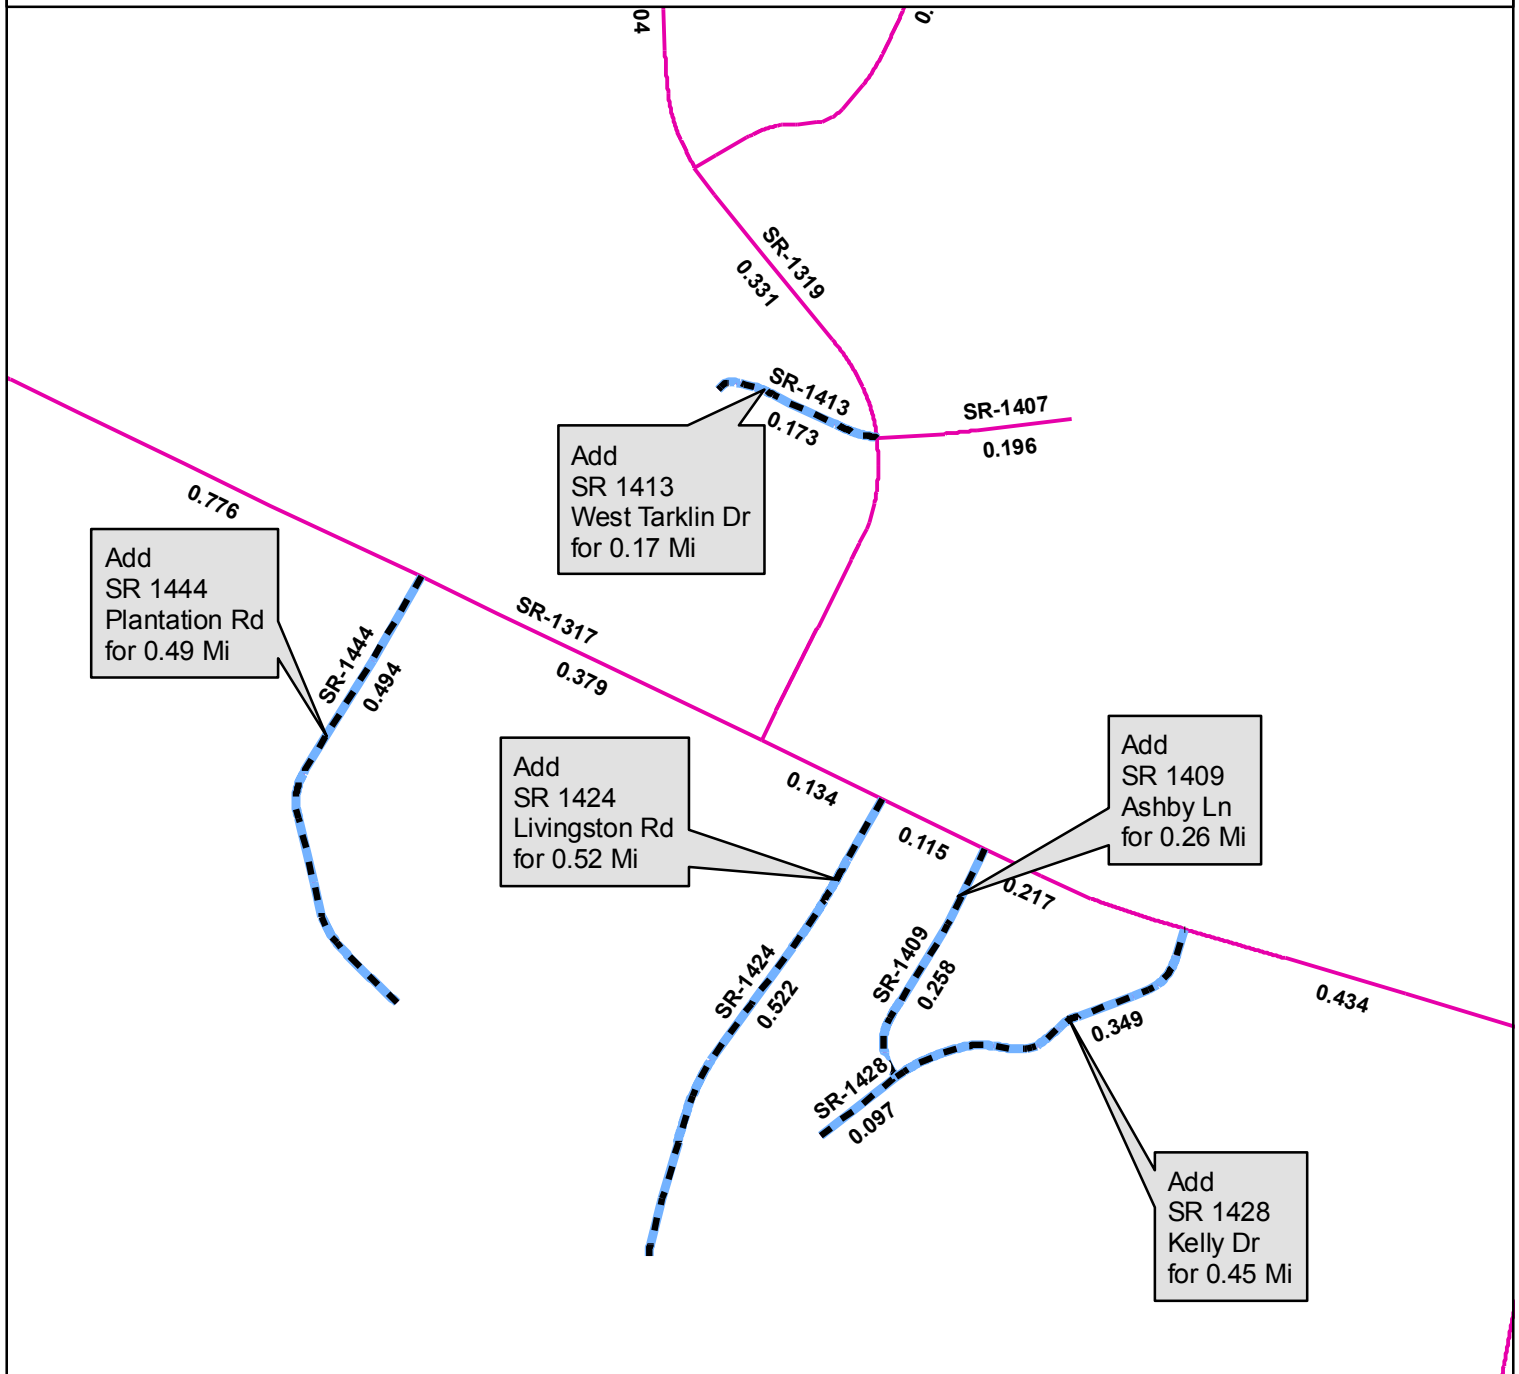 04
0.
SR-1319
0.331
SR-1413
0.173
SR-1407
0.196
Add
SR 1413
West Tarklin Dr
for 0.17 Mi
0.776
Add
SR 1444
Plantation Rd
for 0.49 Mi
SR-1444
0.494
SR-1317
0.379
Add
SR 1424
Livingston Rd
for 0.52 Mi
0.134
0.115
Add
SR 1409
Ashby Ln
for 0.26 Mi
0.217
SR-1424
0.522
SR-1409
0.258
0.434
0.349
SR-1428
0.097
Add
SR 1428
Kelly Dr
for 0.45 Mi